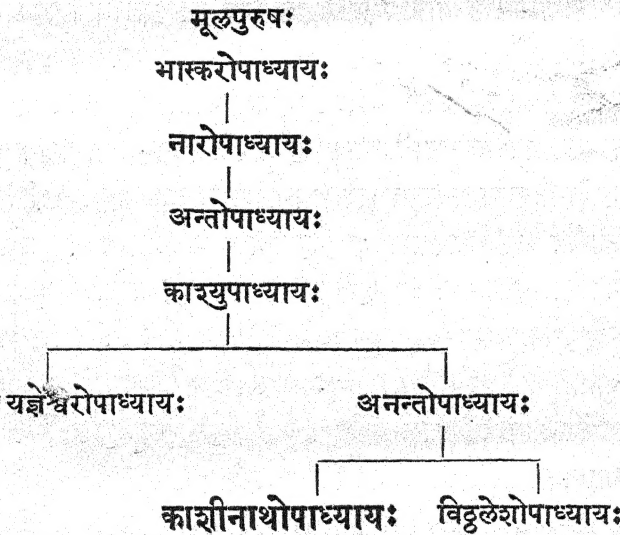 मूलपुरुषः
भास्करोपाध्यायः
नारोपाध्यायः
अन्तोपाध्यायः
काश्युपाध्यायः
यज्ञेश्वरोपाध्यायः अनन्तोपाध्यायः
काशीनाथोपाध्यायः विठ्ठलेशोपाध्यायः